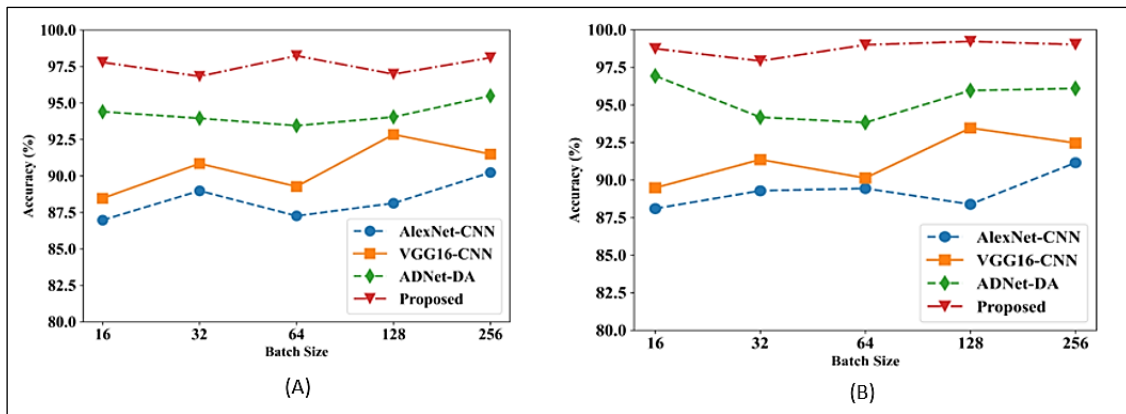 100.0
97.5
95.0
92.5
90.0
87.5
85.0
82.5
80.0
Accuracy (%)
AlexNet-CNN
VGG16-CNN
ADNet-DA
Proposed
16 32 64 128 256
Batch Size
(A)
100.0
97.5
95.0
92.5
90.0
87.5
85.0
82.5
80.0
Accuracy (%)
AlexNet-CNN
VGG16-CNN
ADNet-DA
Proposed
16 32 64 128 256
Batch Size
(B)